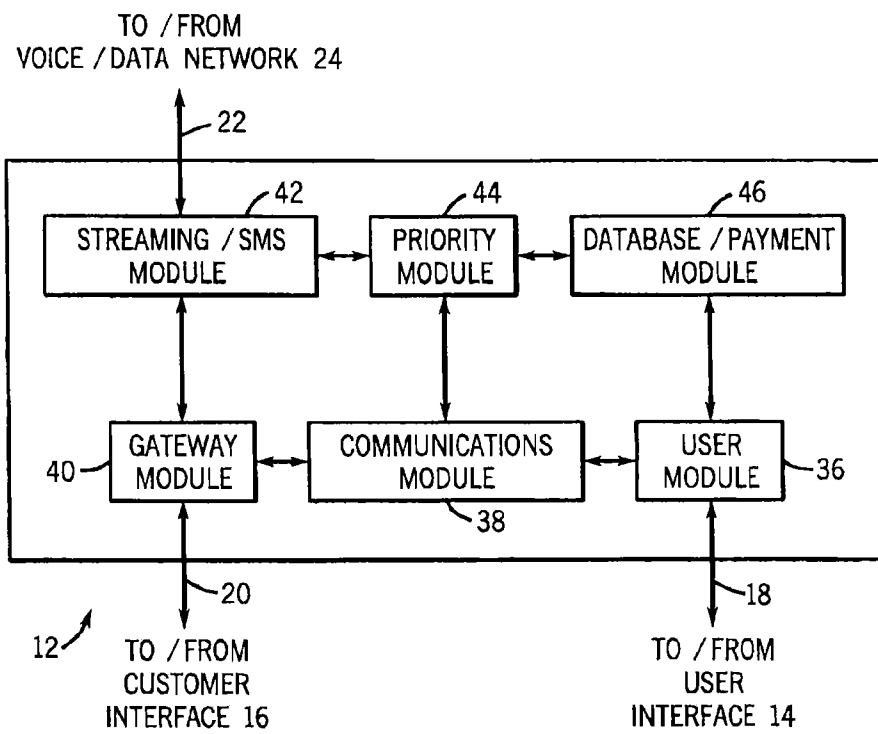 TO / FROM
VOICE / DATA NETWORK 24
22
42
44
46
STREAMING / SMS
MODULE
PRIORITY
MODULE
DATABASE / PAYMENT
MODULE
40
GATEWAY
MODULE
COMMUNICATIONS
MODULE
USER
MODULE
36
38
20
18
12
TO / FROM
CUSTOMER
INTERFACE 16
TO / FROM
USER
INTERFACE 14